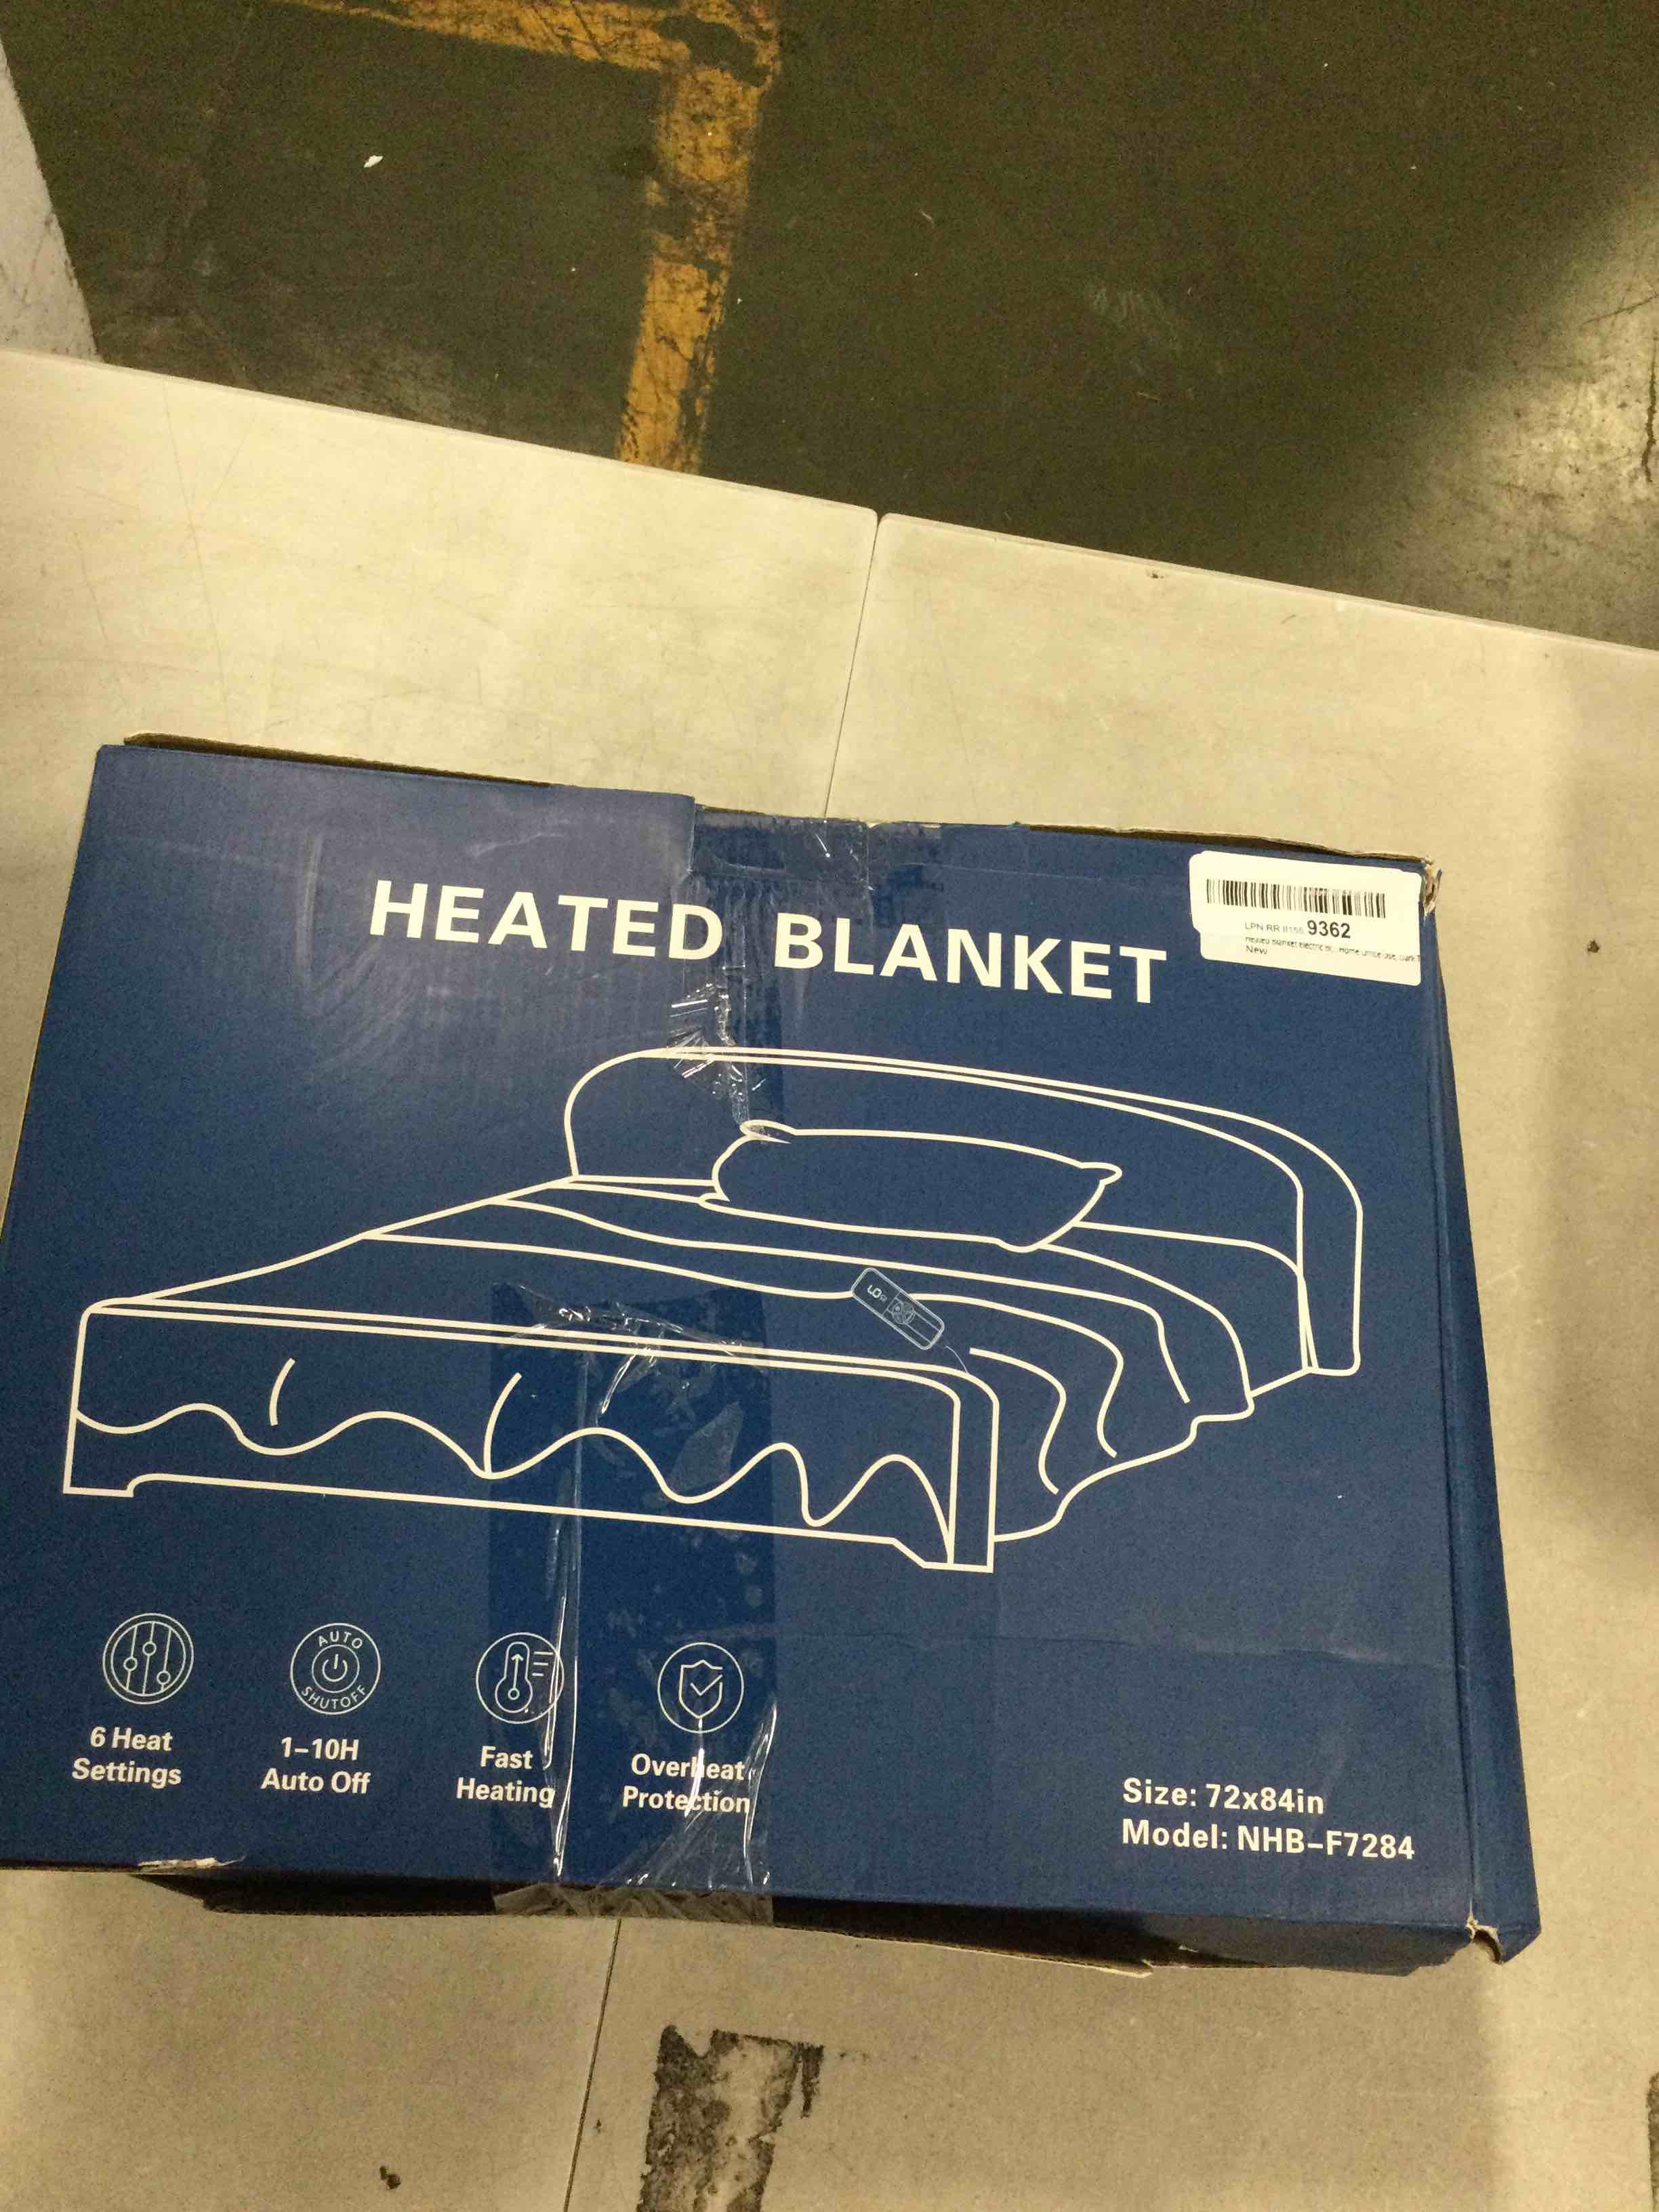 HEATED BLANKET
LPN RR 9362
New
AUTO
SHUTOFF
6 Heat
Settings
1–10H
Auto Off
Fast
Heating
Overheat
Protection
Size: 72x84in
Model: NHB–F7284